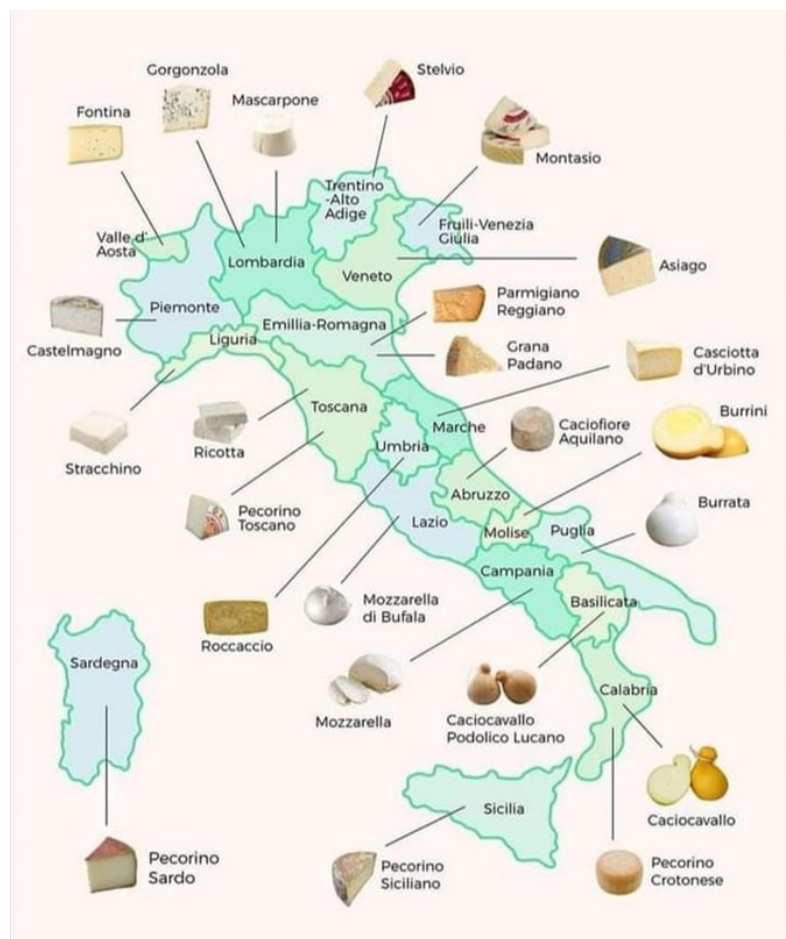 Gorgonzola
Stelvio
Mascarpone
Fontina
Montasio
Trentino
-Alto
Adige
Fruili-Venezia
Giulia
Valle d'
Aosta
Lombardia
Veneto
Asiago
Piemonte
Parmigiano
Reggiano
Emillia-Romagna
Liguria
Castelmagno
Grana
Padano
Casciotta
d'Urbino
Toscana
Marche
Burrini
Caciofiore
Aquilano
Ricotta
Umbria
Stracchino
Abruzzo
Burrata
Pecorino
Toscano
Lazio
Molise
Puglia
Campania
Basilicata
Mozzarella
di Bufala
Roccaccio
Sardegna
Calabria
Mozzarella
Caciocavallo
Podolico Lucano
Sicilia
Caciocavallo
Pecorino
Sardo
Pecorino
Siciliano
Pecorino
Crotonese